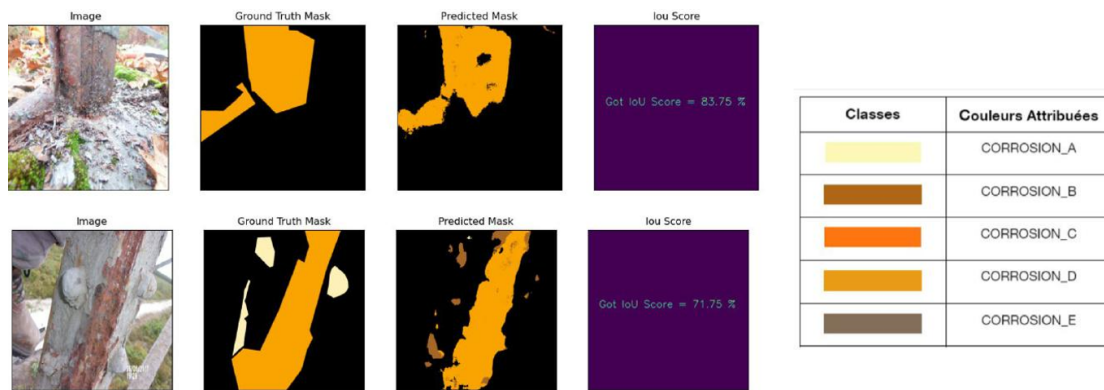 Image
Ground Truth Mask
Predicted Mask
Iou Score
Got IoU Score = 83.75 %
Image
Ground Truth Mask
Predicted Mask
Iou Score
Got IoU Score = 71.75 %
Classes
Couleurs Attribuées
CORROSION_A
CORROSION_B
CORROSION_C
CORROSION_D
CORROSION_E